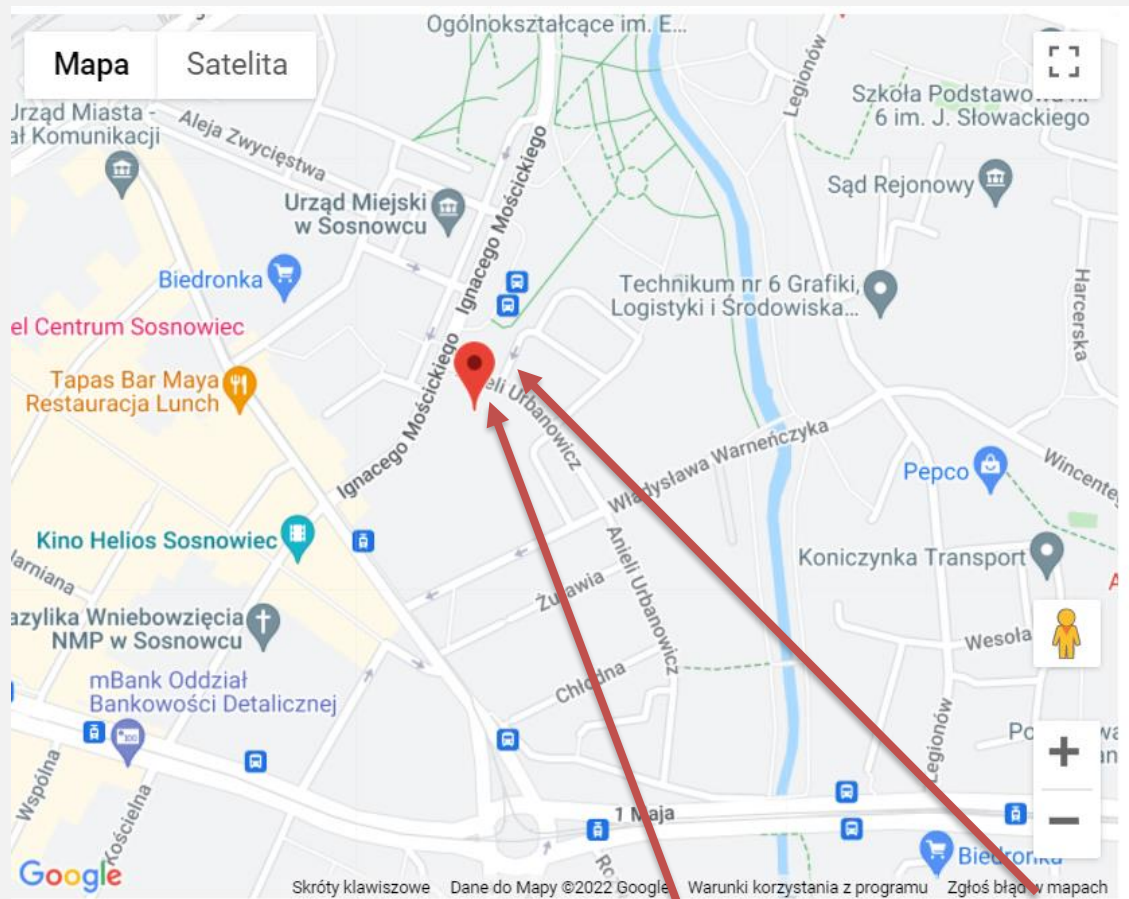 Ogólnokształcące im. E...
Mapa Satelita
Legionów
Szkoła Podstawowa nr
6 im. J. Słowackiego
Urząd Miasta -
Komunikacji
Aleja Zwycięstwa
Ignacego Mościckiego
Urząd Miejski
w Sosnowcu
Sąd Rejonowy
Biedronka
Technikum nr 6 Grafiki,
Logistyki i Środowiska...
Harcerska
el Centrum Sosnowiec
Tapas Bar Maya
Restauracja Lunch
Ignacego Mościckiego
eli Urbanowicz
Władysława Warneńczyka
Pepco
Wincente
Kino Helios Sosnowiec
Anieli Urbanowicz
Koniczynka Transport
Żurawia
azylika Wniebowzięcia
NMP w Sosnowcu
Wesoła
Chłodna
mBank Oddział
Bankowości Detalicznej
Wspólna
Kościelna
Legionów
1 Maja
Biedronka
Google
Skróty klawiszowe Dane do Mapy ©2022 Google Warunki korzystania z programu Zgłoś błąd w mapach